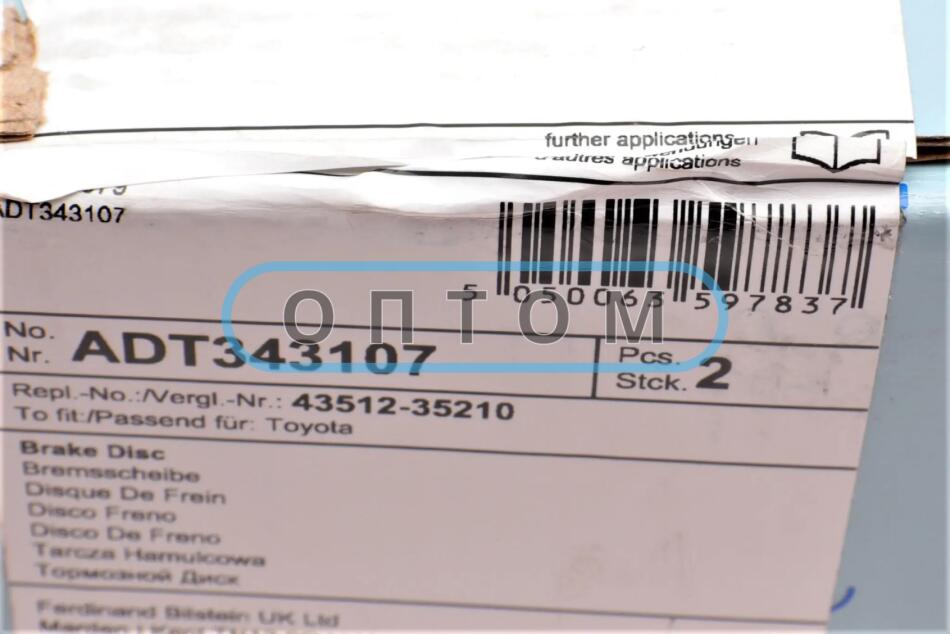 further applications
d'autres applications
ADT343107
5 050063 597837
ОПТОМ
No.
Nr. ADT343107
Pcs.
Stck. 2
Repl.-No.:/Vergl.-Nr.: 43512-35210
To fit:/Passend für: Toyota
Brake Disc
Bremsscheibe
Disque De Frein
Disco Freno
Disco De Freno
Tarcza Hamulcowa
Тормозной Диск
Ferdinand Bilstein UK Ltd